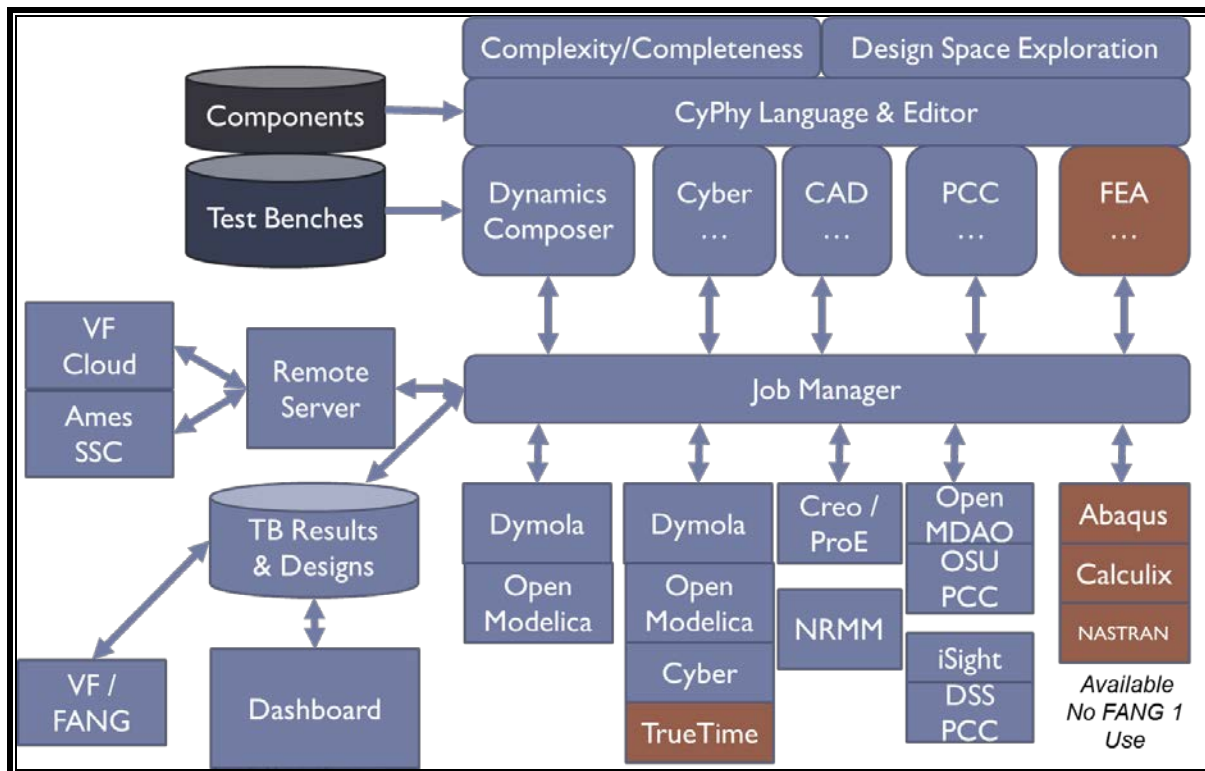 Complexity/Completeness
Design Space Exploration
Components
CyPhy Language & Editor
Test Benches
Dynamics
Composer
Cyber
...
CAD
...
PCC
...
FEA
...
VF
Cloud
Ames
SSC
Remote
Server
Job Manager
TB Results
& Designs
VF /
FANG
Dashboard
Dymola
Open
Modelica
Dymola
Open
Modelica
Cyber
TrueTime
Creo /
ProE
NRMM
Open
MDAO
OSU
PCC
iSight
DSS
PCC
Abaqus
Calculix
NASTRAN
Available
No FANG 1
Use